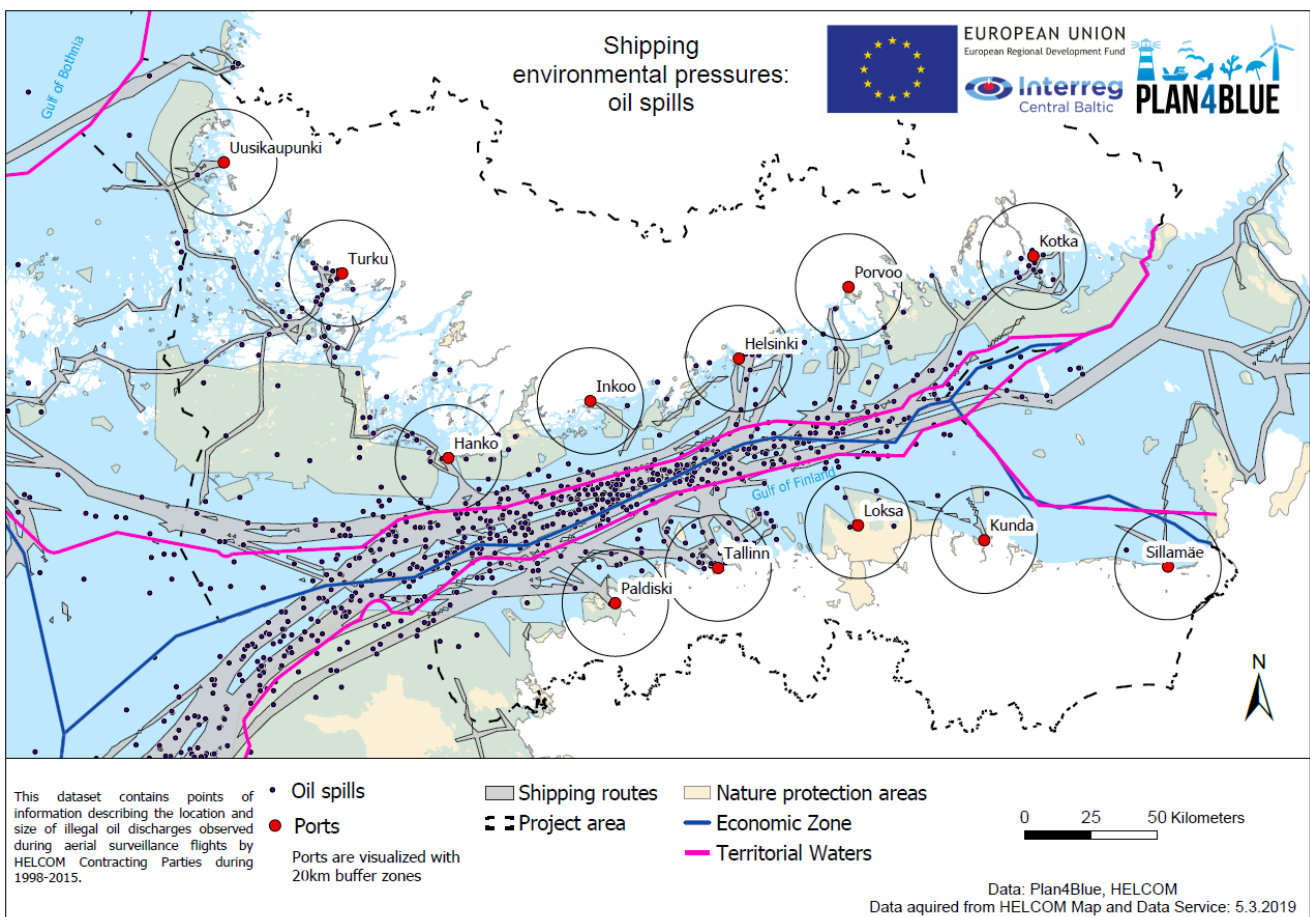 Shipping
environmental pressures:
oil spills
EUROPEAN UNION
European Regional Development Fund
Interreg
Central Baltic
PLAN4BLUE
Gulf of Bothnia
Uusikaupunki
Turku
Kotka
Porvoo
Helsinki
Inkoo
Hanko
Gulf of Finland
Loksa
Kunda
Tallinn
Sillamäe
Paldiski
N
This dataset contains points of
information describing the location and
size of illegal oil discharges observed
during aerial surveillance flights by
HELCOM Contracting Parties during
1998-2015.
Oil spills
Ports
Ports are visualized with
20km buffer zones
Shipping routes
Project area
Nature protection areas
Economic Zone
Territorial Waters
0 25 50 Kilometers
Data: Plan4Blue, HELCOM
Data aquired from HELCOM Map and Data Service: 5.3.2019